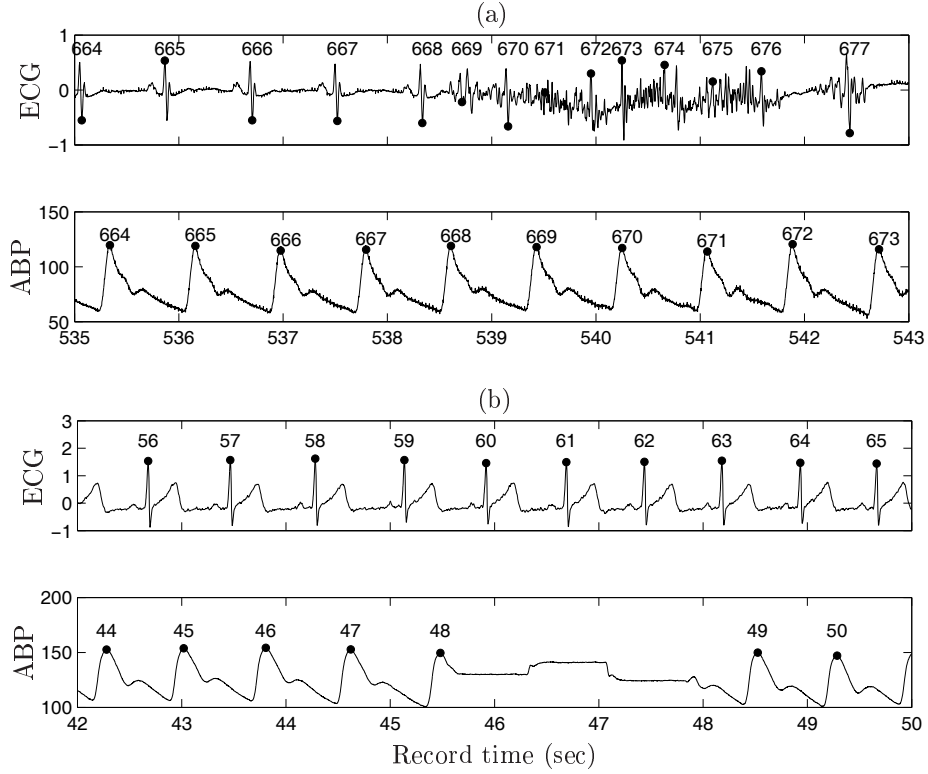 (a)
664 665 666 667 668 669 670 671 672 673 674 675 676 677
1
0
−1
ECG
150
100
50
ABP
664 665 666 667 668 669 670 671 672 673
535 536 537 538 539 540 541 542 543
(b)
3
2
1
0
−1
ECG
56 57 58 59 60 61 62 63 64 65
200
150
100
ABP
44 45 46 47 48 49 50
42 43 44 45 46 47 48 49 50
Record time (sec)